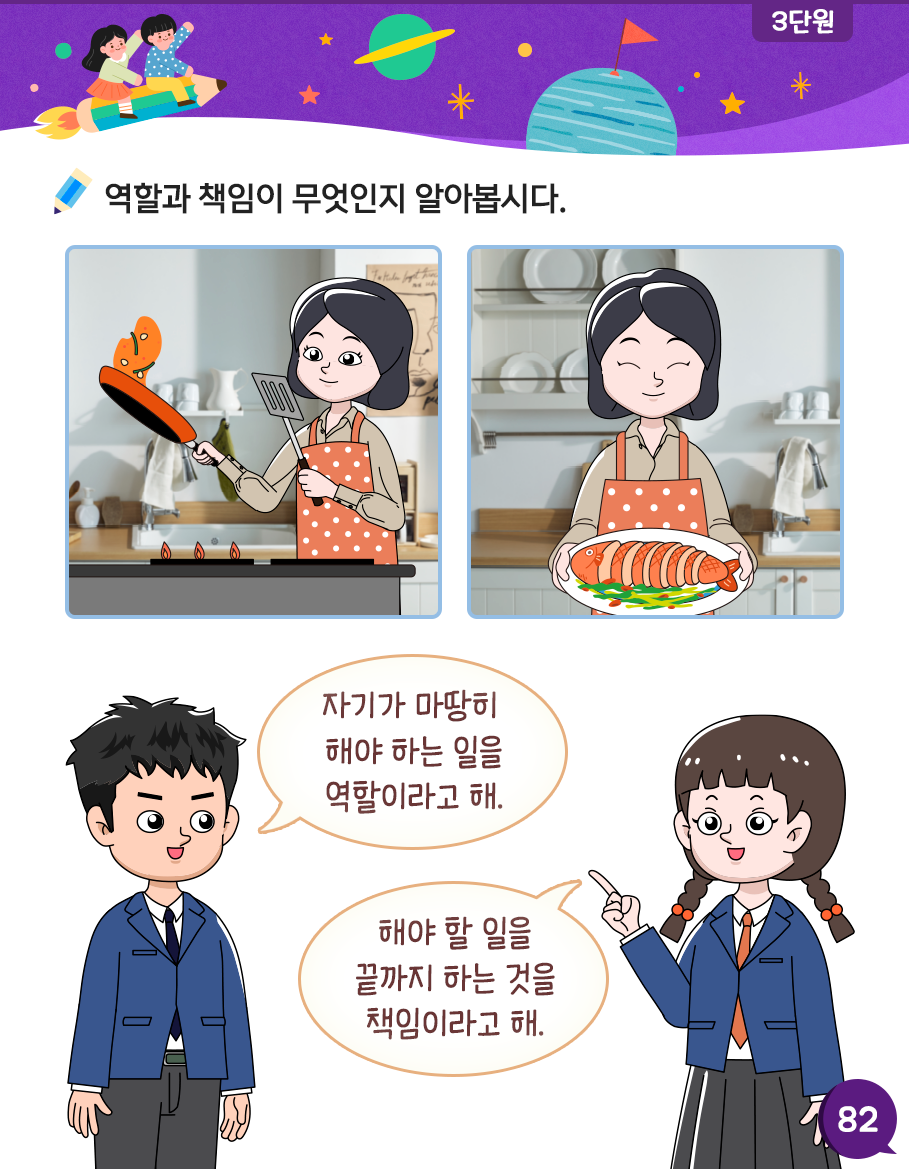 3단원
역할과 책임이 무엇인지 알아봅시다.
자기가 마땅히
해야 하는 일을
역할이라고 해.
해야 할 일을
끝까지 하는 것을
책임이라고 해.
82